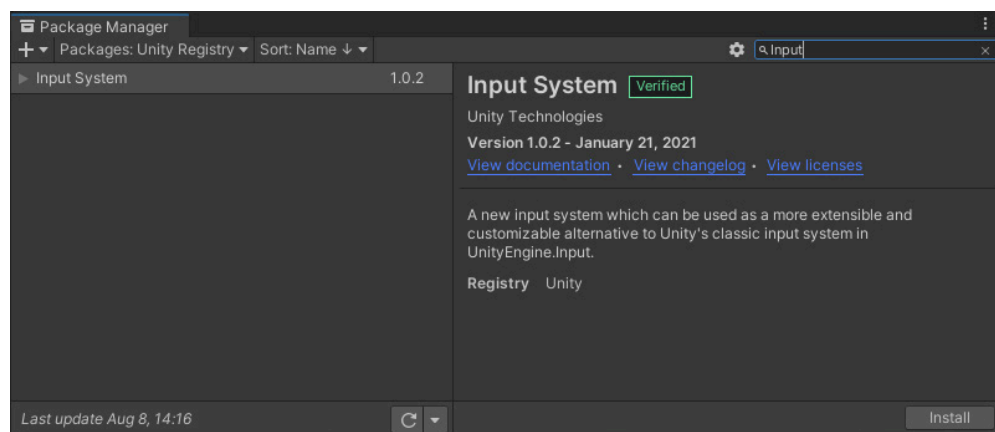 Package Manager
Packages: Unity Registry Sort: Name ↓
Input
Input System 1.0.2
Input System Verified
Unity Technologies
Version 1.0.2 - January 21, 2021
View documentation • View changelog • View licenses
A new input system which can be used as a more extensible and
customizable alternative to Unity's classic input system in
UnityEngine.Input.
Registry Unity
Last update Aug 8, 14:16
Install